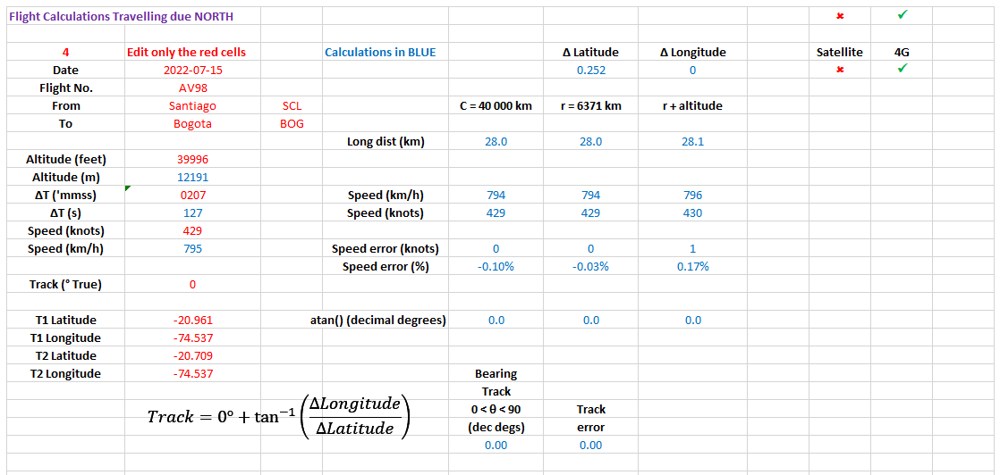 Flight Calculations Travelling due NORTH ✖ ✓
4 Edit only the red cells Calculations in BLUE Δ Latitude Δ Longitude Satellite 4G
Date 2022-07-15 0.252 0 ✖ ✓
Flight No. AV98
From Santiago SCL C = 40 000 km r = 6371 km r + altitude
To Bogota BOG
Long dist (km) 28.0 28.0 28.1
Altitude (feet) 39996
Altitude (m) 12191
ΔT ('mmss) 0207 Speed (km/h) 794 794 796
ΔT (s) 127 Speed (knots) 429 429 430
Speed (knots) 429
Speed (km/h) 795 Speed error (knots) 0 0 1
Speed error (%) -0.10% -0.03% 0.17%
Track (° True) 0
T1 Latitude -20.961 atan() (decimal degrees) 0.0 0.0 0.0
T1 Longitude -74.537
T2 Latitude -20.709
T2 Longitude -74.537 Bearing
Track
Track = 0° + tan⁻¹ (ΔLongitude / ΔLatitude) 0 < θ < 90 Track
(dec degs) error
0.00 0.00